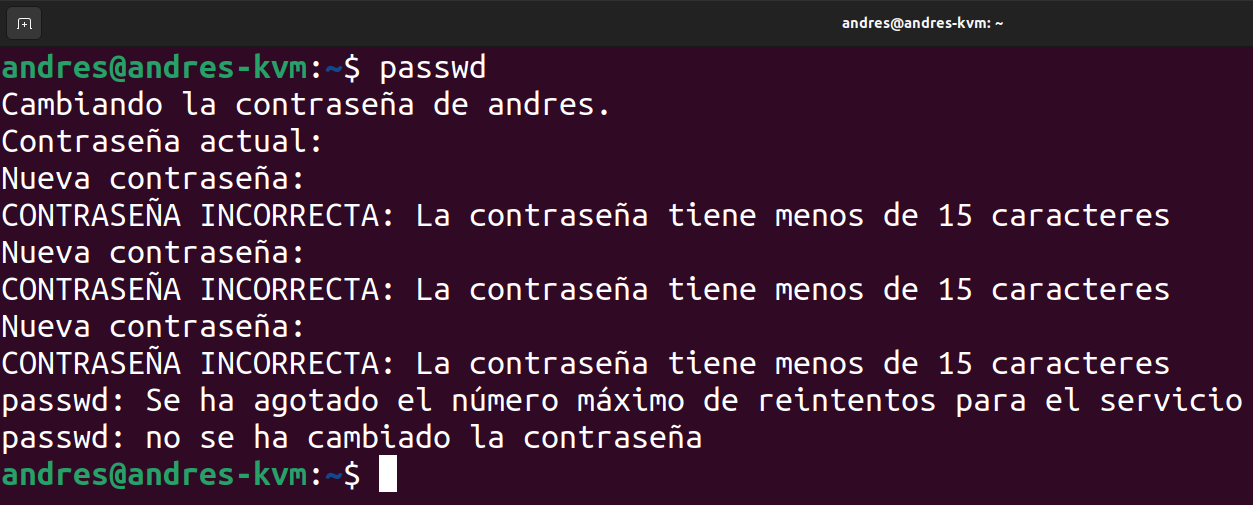 andres@andres-kvm: ~
andres@andres-kvm:~$ passwd
Cambiando la contraseña de andres.
Contraseña actual:
Nueva contraseña:
CONTRASEÑA INCORRECTA: La contraseña tiene menos de 15 caracteres
Nueva contraseña:
CONTRASEÑA INCORRECTA: La contraseña tiene menos de 15 caracteres
Nueva contraseña:
CONTRASEÑA INCORRECTA: La contraseña tiene menos de 15 caracteres
passwd: Se ha agotado el número máximo de reintentos para el servicio
passwd: no se ha cambiado la contraseña
andres@andres-kvm:~$